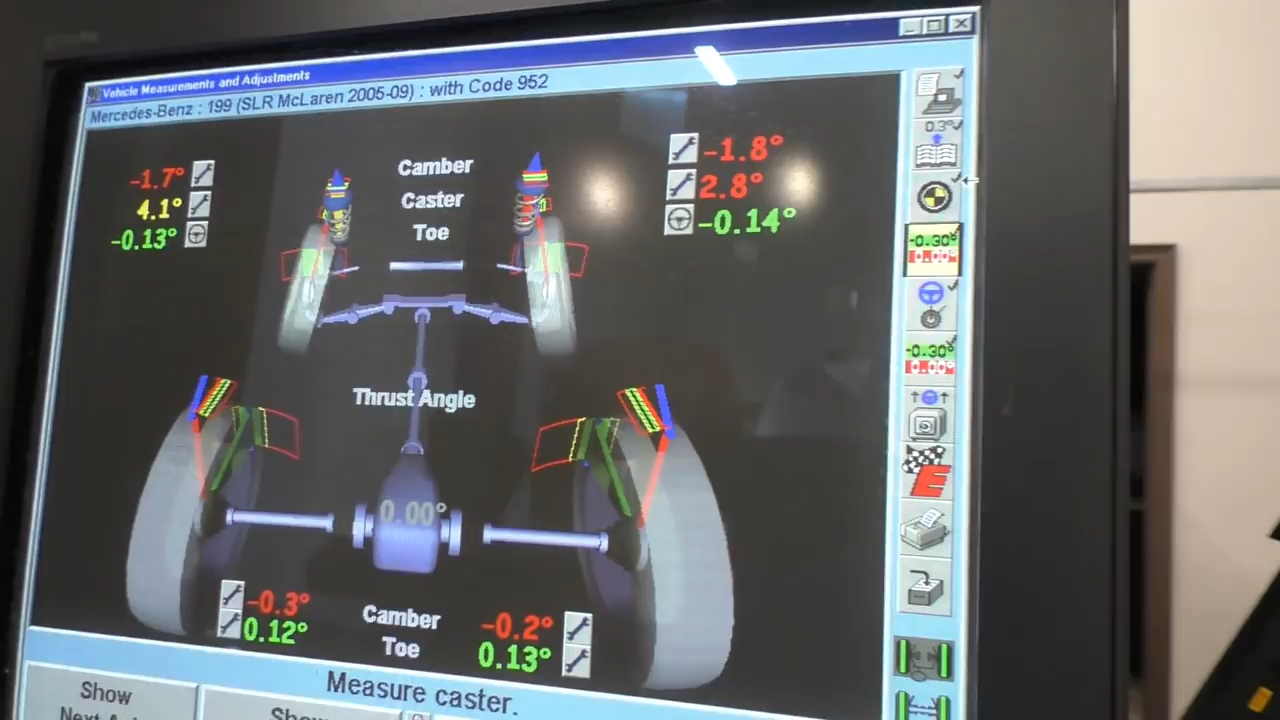 Vehicle Measurements and Adjustments
Mercedes-Benz : 199 (SLR McLaren 2005-09) : with Code 952
-1.7° Camber -1.8°
4.1° Caster 2.8°
-0.13° Toe -0.14°
0.3°
-0.30°
0.00°
-0.30°
0.00°
Thrust Angle
0.00°
E
-0.3° Camber -0.2°
0.12° Toe 0.13°
Measure caster.
Show
Next